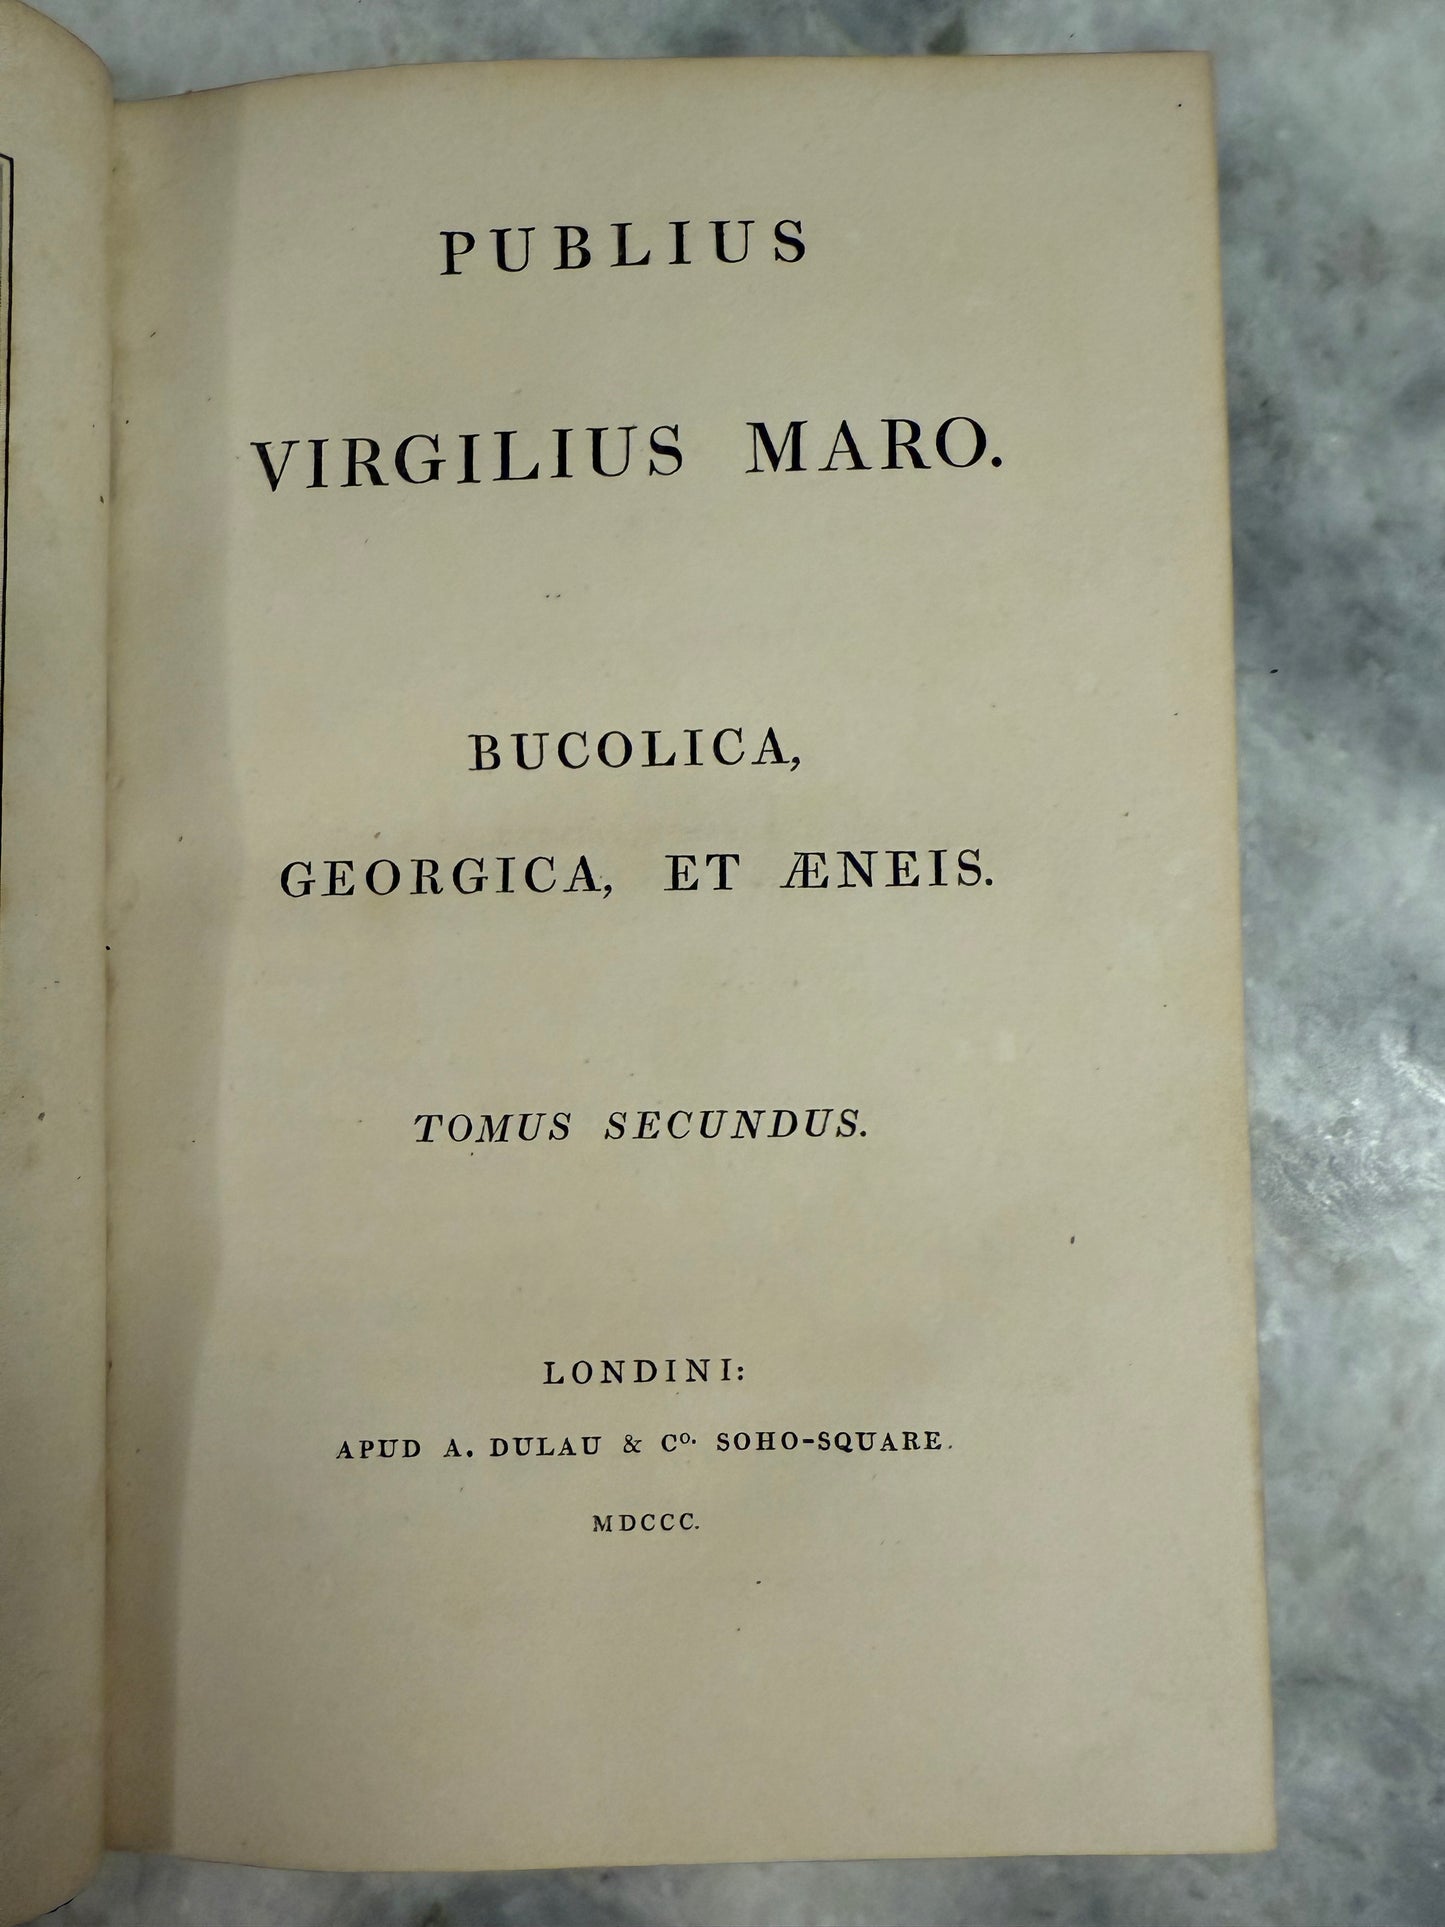 PUBLIUS
VIRGILIUS MARO.
BUCOLICA,
GEORGICA, ET ÆNEIS.
TOMUS SECUNDUS.
LONDINI:
APUD A. DULAU & Cº. SOHO-SQUARE.
MDCCC.